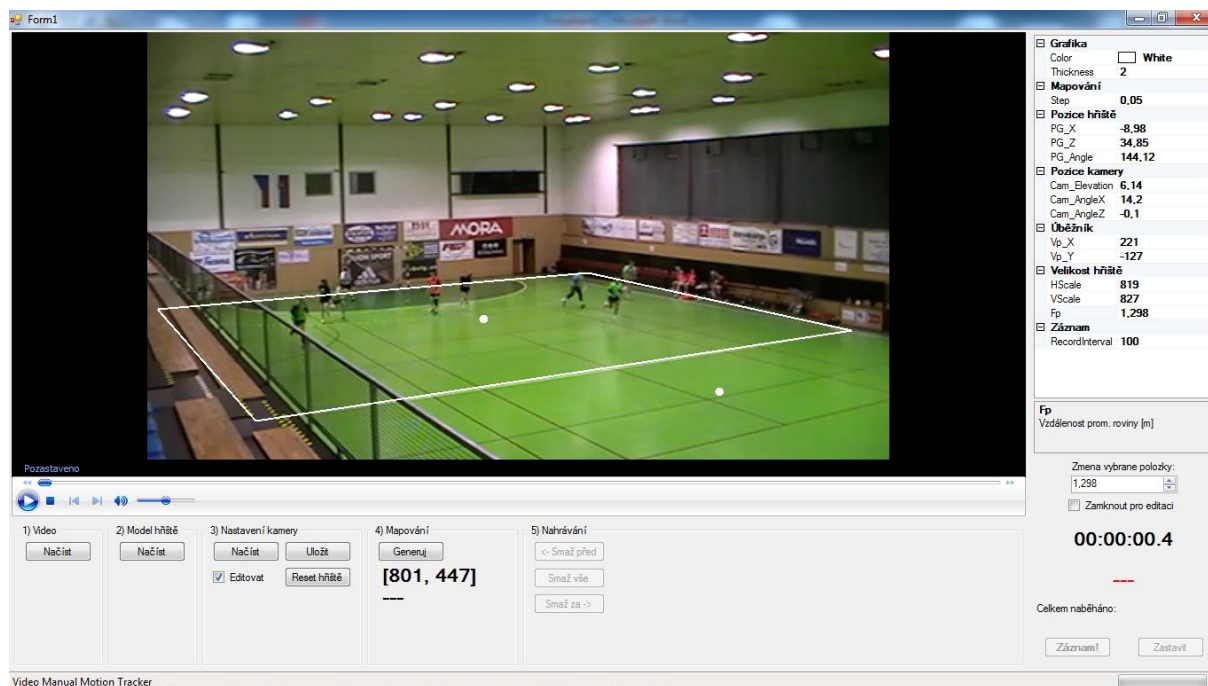 Form1
MORA
Pozastaveno
Grafika
Color White
Thickness 2
Mapování
Step 0,05
Pozice hřiště
PG_X -8,98
PG_Z 34,85
PG_Angle 144,12
Pozice kamery
Cam_Elevation 6,14
Cam_AngleX 14,2
Cam_AngleZ -0,1
Úběžník
Vp_X 221
Vp_Y -127
Velikost hřiště
HScale 819
VScale 827
Fp 1,298
Záznam
RecordInterval 100
Fp
Vzdálenost prom. roviny [m]
Zmena vybrane polozky:
1,298
Zamknout pro editaci
00:00:00.4
---
Celkem naběháno:
Záznam! Zastavit
1) Video
Načíst
2) Model hřiště
Načíst
3) Nastavení kamery
Načíst Uložit
Editovat Reset hřiště
4) Mapování
Generuj
[801, 447]
---
5) Nahrávání
<- Smaž před
Smaž vše
Smaž za ->
Video Manual Motion Tracker